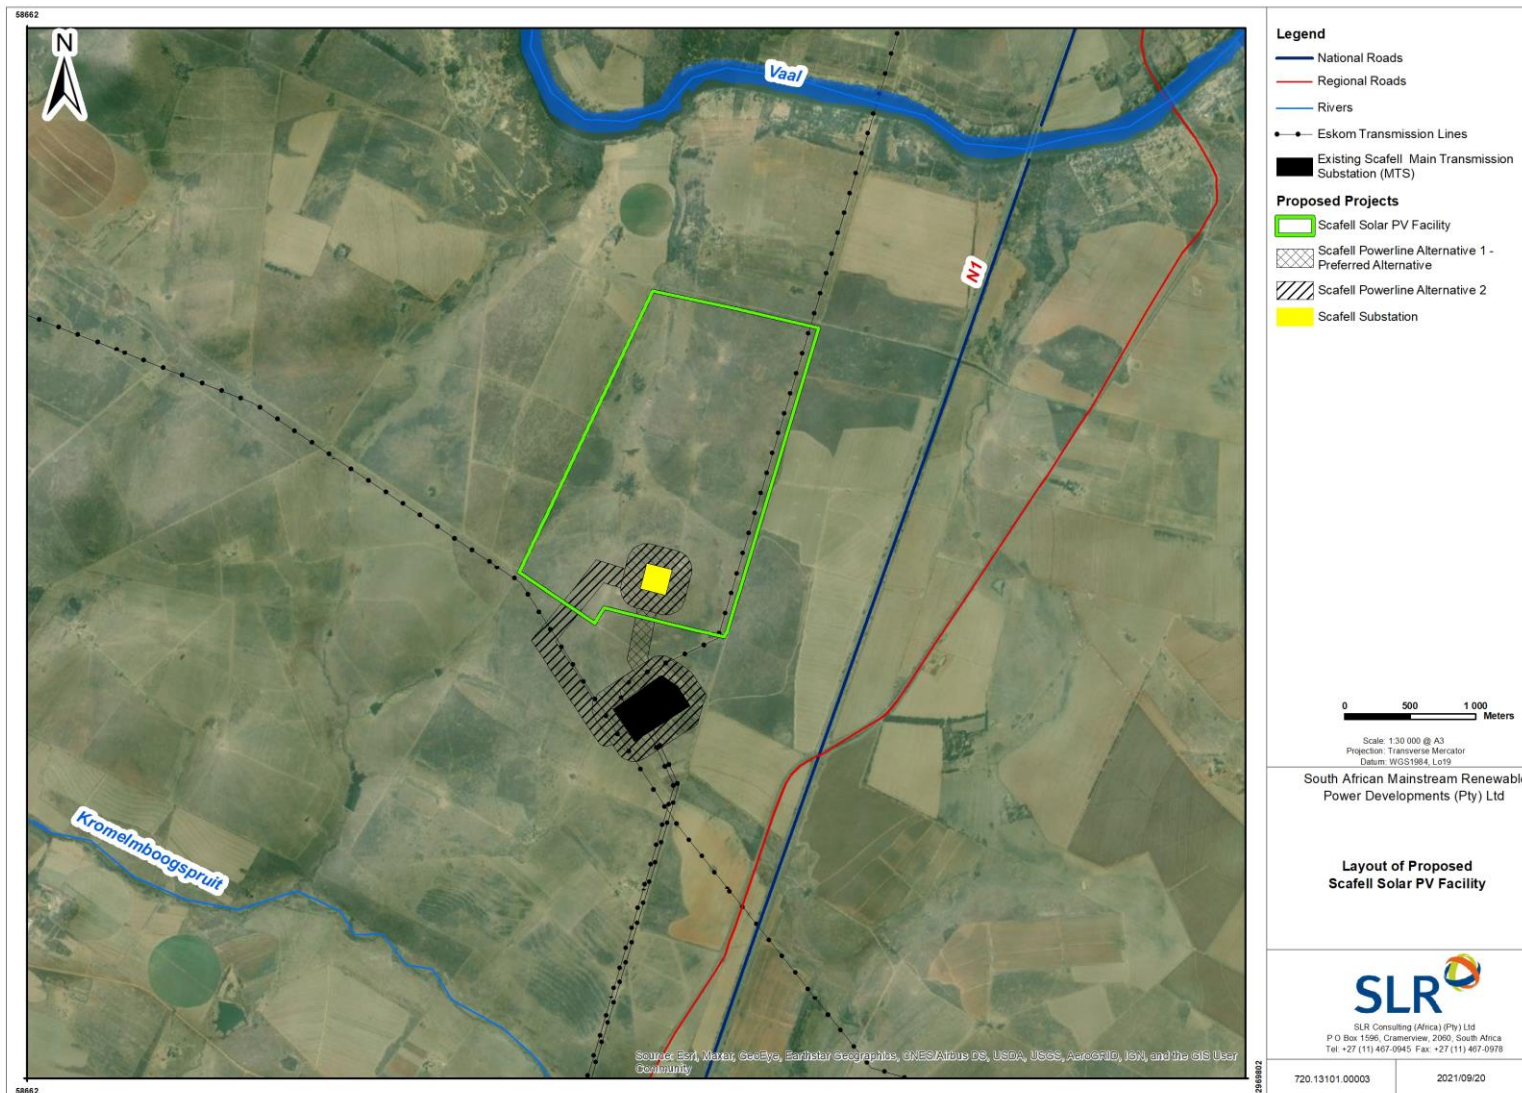 58662
N
Vaal
N1
Kromelmboogspruit
Source: Esri, Maxar, GeoEye, Earthstar Geographics, CNES/Airbus DS, USDA, USGS, AeroGRID, IGN, and the GIS User
Community
58662
2969802
Legend
National Roads
Regional Roads
Rivers
Eskom Transmission Lines
Existing Scafell Main Transmission
Substation (MTS)
Proposed Projects
Scafell Solar PV Facility
Scafell Powerline Alternative 1 -
Preferred Alternative
Scafell Powerline Alternative 2
Scafell Substation
0 500 1 000
Meters
Scale: 1:30 000 @ A3
Projection: Transverse Mercator
Datum: WGS1984, Lo19
South African Mainstream Renewabl
Power Developments (Pty) Ltd
Layout of Proposed
Scafell Solar PV Facility
SLR
SLR Consulting (Africa) (Pty) Ltd
P O Box 1596, Cramerview, 2060, South Africa
Tel: +27 (11) 467-0945 Fax: +27 (11) 467-0978
720.13101.00003
2021/09/20